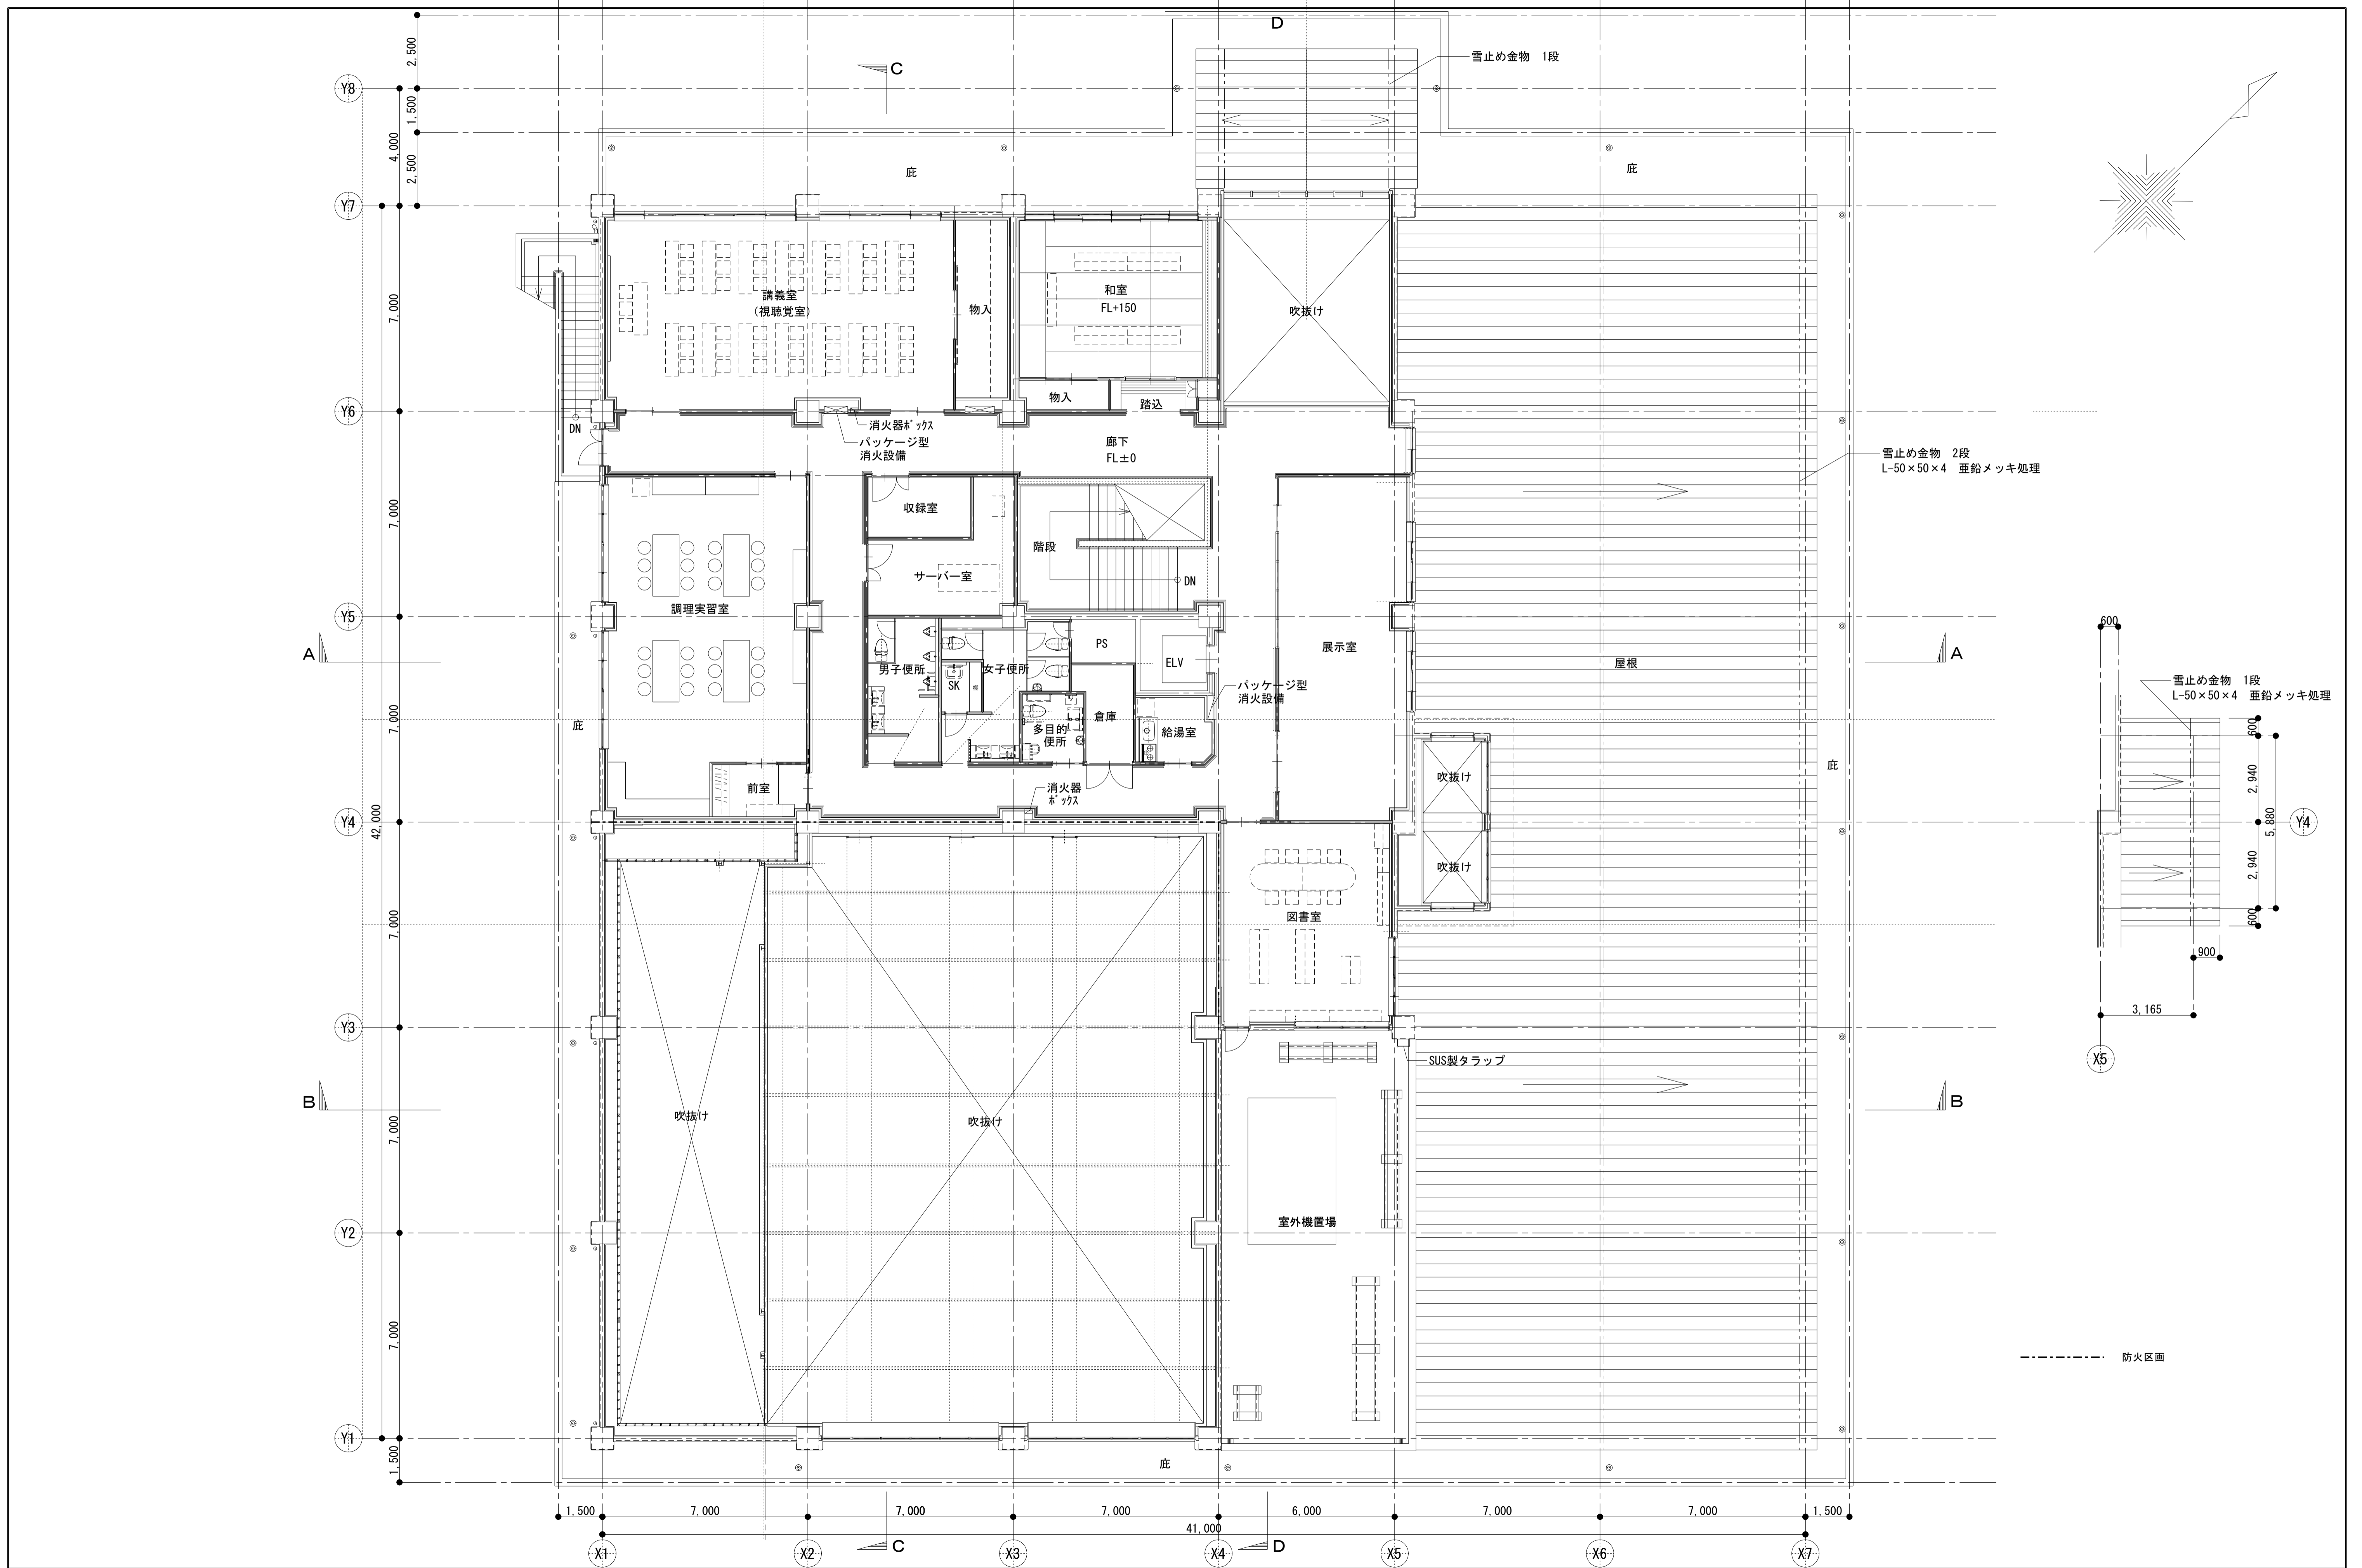 D
雪止め金物 1段
C
2,500
Y8
1,500
4,000
2,500
庇
庇
Y7
講義室
(視聴覚室)
物入
和室
FL+150
吹抜け
7,000
物入
踏込
Y6
DN
消火器ボックス
パッケージ型
消火設備
廊下
FL±0
雪止め金物 2段
L-50×50×4 亜鉛メッキ処理
収録室
7,000
階段
サーバー室
DN
調理実習室
Y5
600
A
男子便所
女子便所
SK
PS
ELV
展示室
屋根
A
パッケージ型
消火設備
雪止め金物 1段
L-50×50×4 亜鉛メッキ処理
庇
7,000
多目的
便所
倉庫
給湯室
600
庇
前室
吹抜け
2,940
消火器
ボックス
Y4
42,000
5,880
Y4
吹抜け
2,940
図書室
7,000
600
900
3,165
Y3
X5
SUS製タラップ
B
B
吹抜け
吹抜け
7,000
室外機置場
Y2
7,000
防火区画
Y1
1,500
庇
1,500
7,000
7,000
7,000
6,000
7,000
7,000
1,500
41,000
C
D
X1
X2
X3
X4
X5
X6
X7